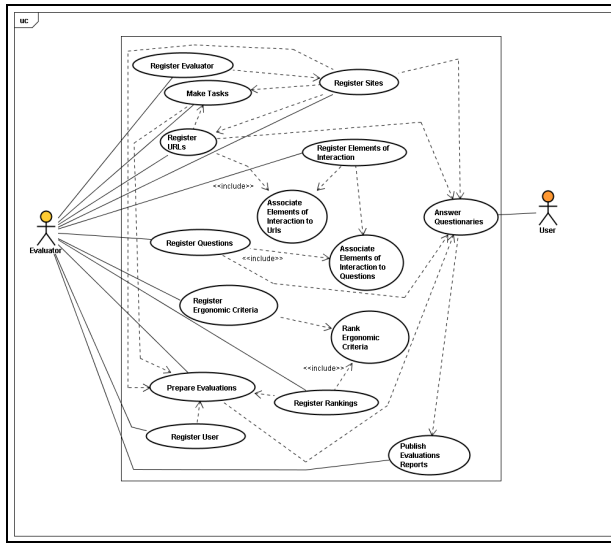 uc
Register Evaluator
Register Sites
Make Tasks
Register
URLs
Register Elements of
Interaction
<<include>>
Associate
Elements of
Interaction to
Urls
Answer
Questionaries
User
Evaluator
Register Questions
<<include>>
Associate
Elements of
Interaction to
Questions
Register
Ergonomic Criteria
Rank
Ergonomic
Criteria
<<include>>
Prepare Evaluations
Register Rankings
Register User
Publish
Evaluations
Reports